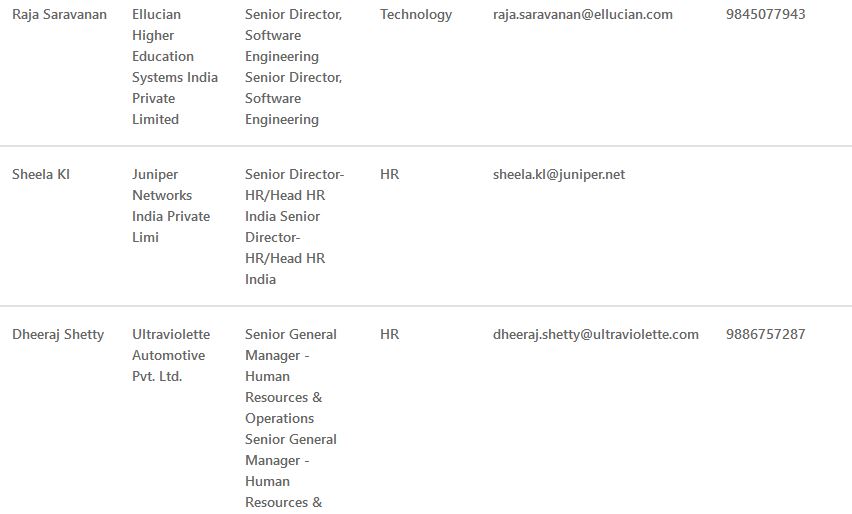 Raja Saravanan
Ellucian
Higher
Education
Systems India
Private
Limited
Senior Director,
Software
Engineering
Senior Director,
Software
Engineering
Technology
raja.saravanan@ellucian.com
9845077943
Sheela Kl
Juniper
Networks
India Private
Limi
Senior Director-
HR/Head HR
India Senior
Director-
HR/Head HR
India
HR
sheela.kl@juniper.net
Dheeraj Shetty
Ultraviolette
Automotive
Pvt. Ltd.
Senior General
Manager -
Human
Resources &
Operations
Senior General
Manager -
Human
Resources &
HR
dheeraj.shetty@ultraviolette.com
9886757287